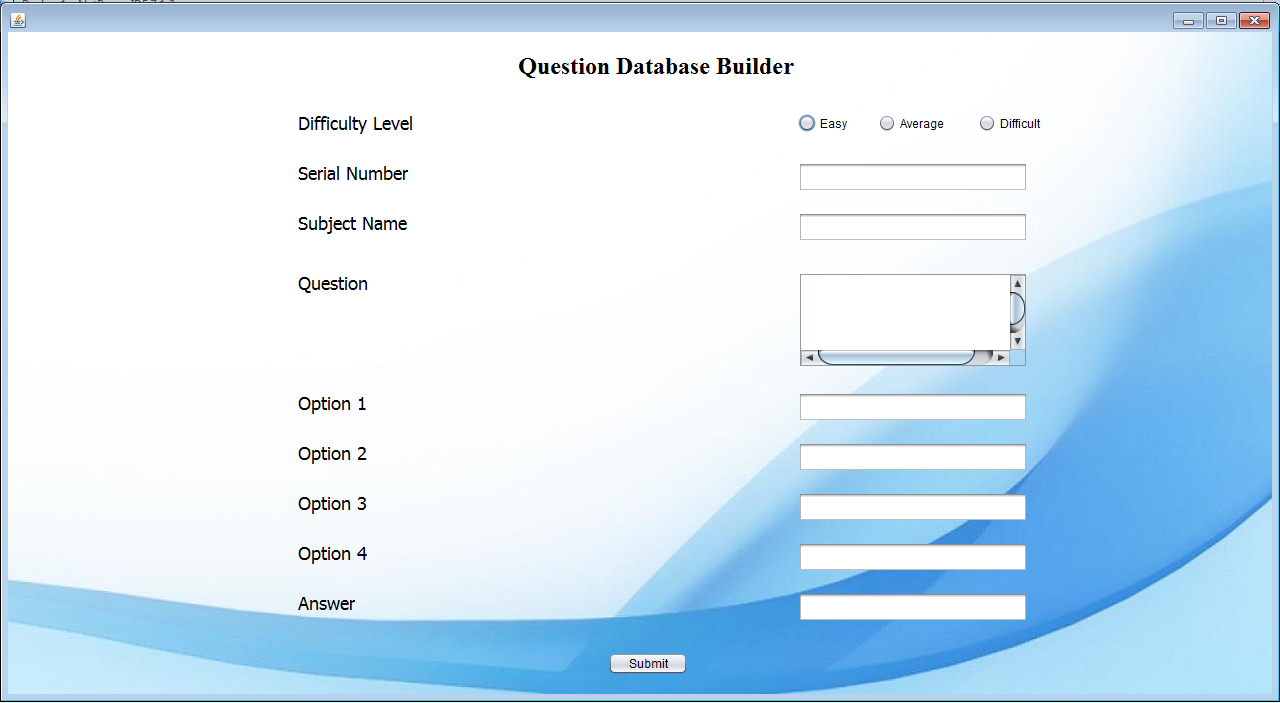 Question Database Builder
Difficulty Level Easy Average Difficult
Serial Number
Subject Name
Question
Option 1
Option 2
Option 3
Option 4
Answer
Submit